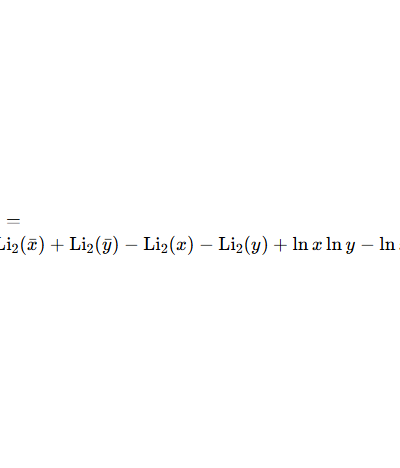 =
Li₂(x̄) + Li₂(ȳ) − Li₂(x) − Li₂(y) + ln x ln y − ln